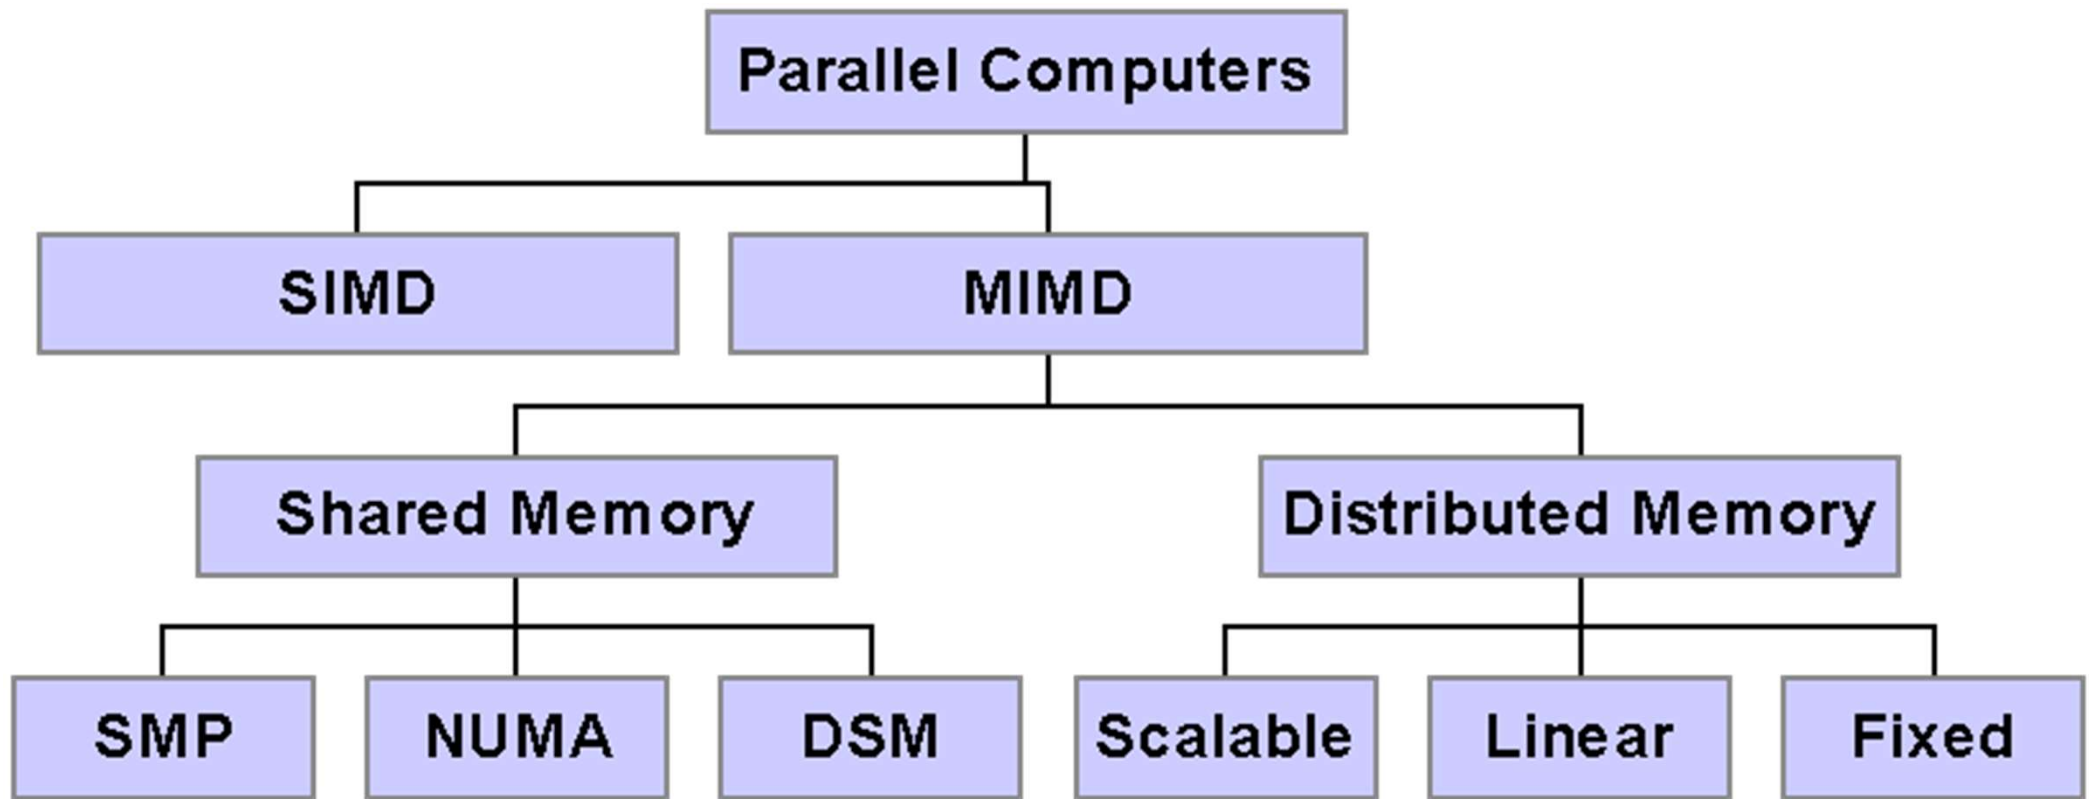 Parallel Computers
SIMD
MIMD
Shared Memory
Distributed Memory
SMP
NUMA
DSM
Scalable
Linear
Fixed